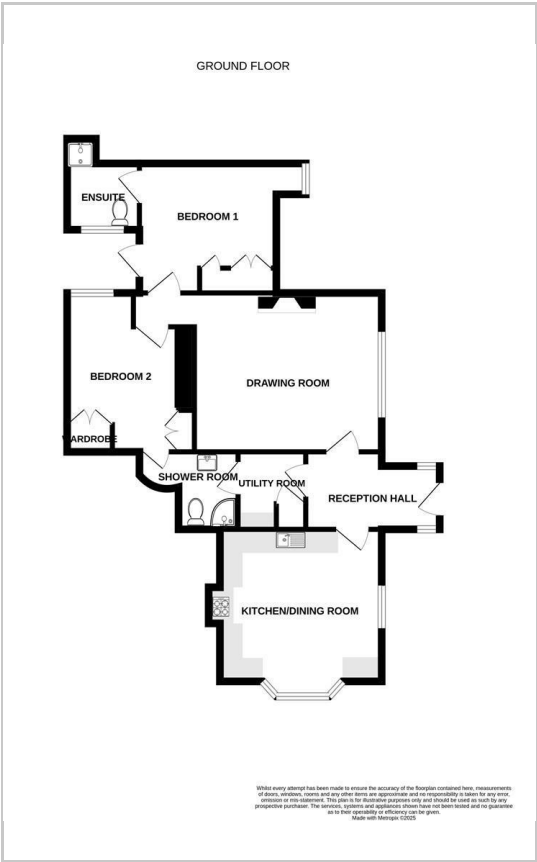 GROUND FLOOR
ENSUITE
BEDROOM 1
BEDROOM 2
DRAWING ROOM
WARDROBE
SHOWER ROOM
UTILITY ROOM
RECEPTION HALL
KITCHEN/DINING ROOM
Whilst every attempt has been made to ensure the accuracy of the floorplan contained here, measurements
of doors, windows, rooms and any other items are approximate and no responsibility is taken for any error,
omission or mis-statement. This plan is for illustrative purposes only and should be used as such by any
prospective purchaser. The services, systems and appliances shown have not been tested and no guarantee
as to their operability or efficiency can be given.
Made with Metropix ©2025